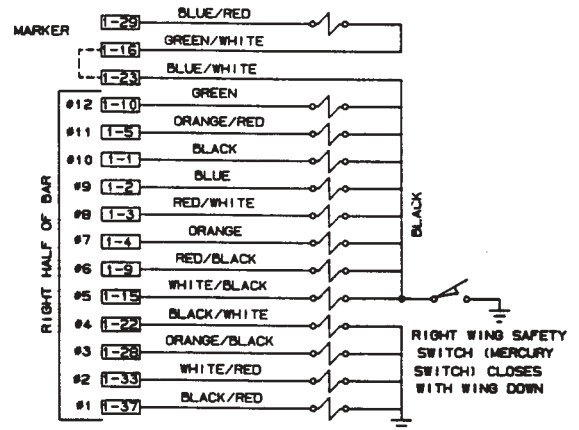 MARKER
1-29 BLUE/RED
1-16 GREEN/WHITE
1-23 BLUE/WHITE
RIGHT HALF OF BAR
#12 1-10 GREEN
#11 1-5 ORANGE/RED
#10 1-1 BLACK
#9 1-2 BLUE
#8 1-3 RED/WHITE
#7 1-4 ORANGE
#6 1-9 RED/BLACK
#5 1-15 WHITE/BLACK
#4 1-22 BLACK/WHITE
#3 1-28 ORANGE/BLACK
#2 1-33 WHITE/RED
#1 1-37 BLACK/RED
BLACK
RIGHT WING SAFETY
SWITCH (MERCURY
SWITCH) CLOSES
WITH WING DOWN